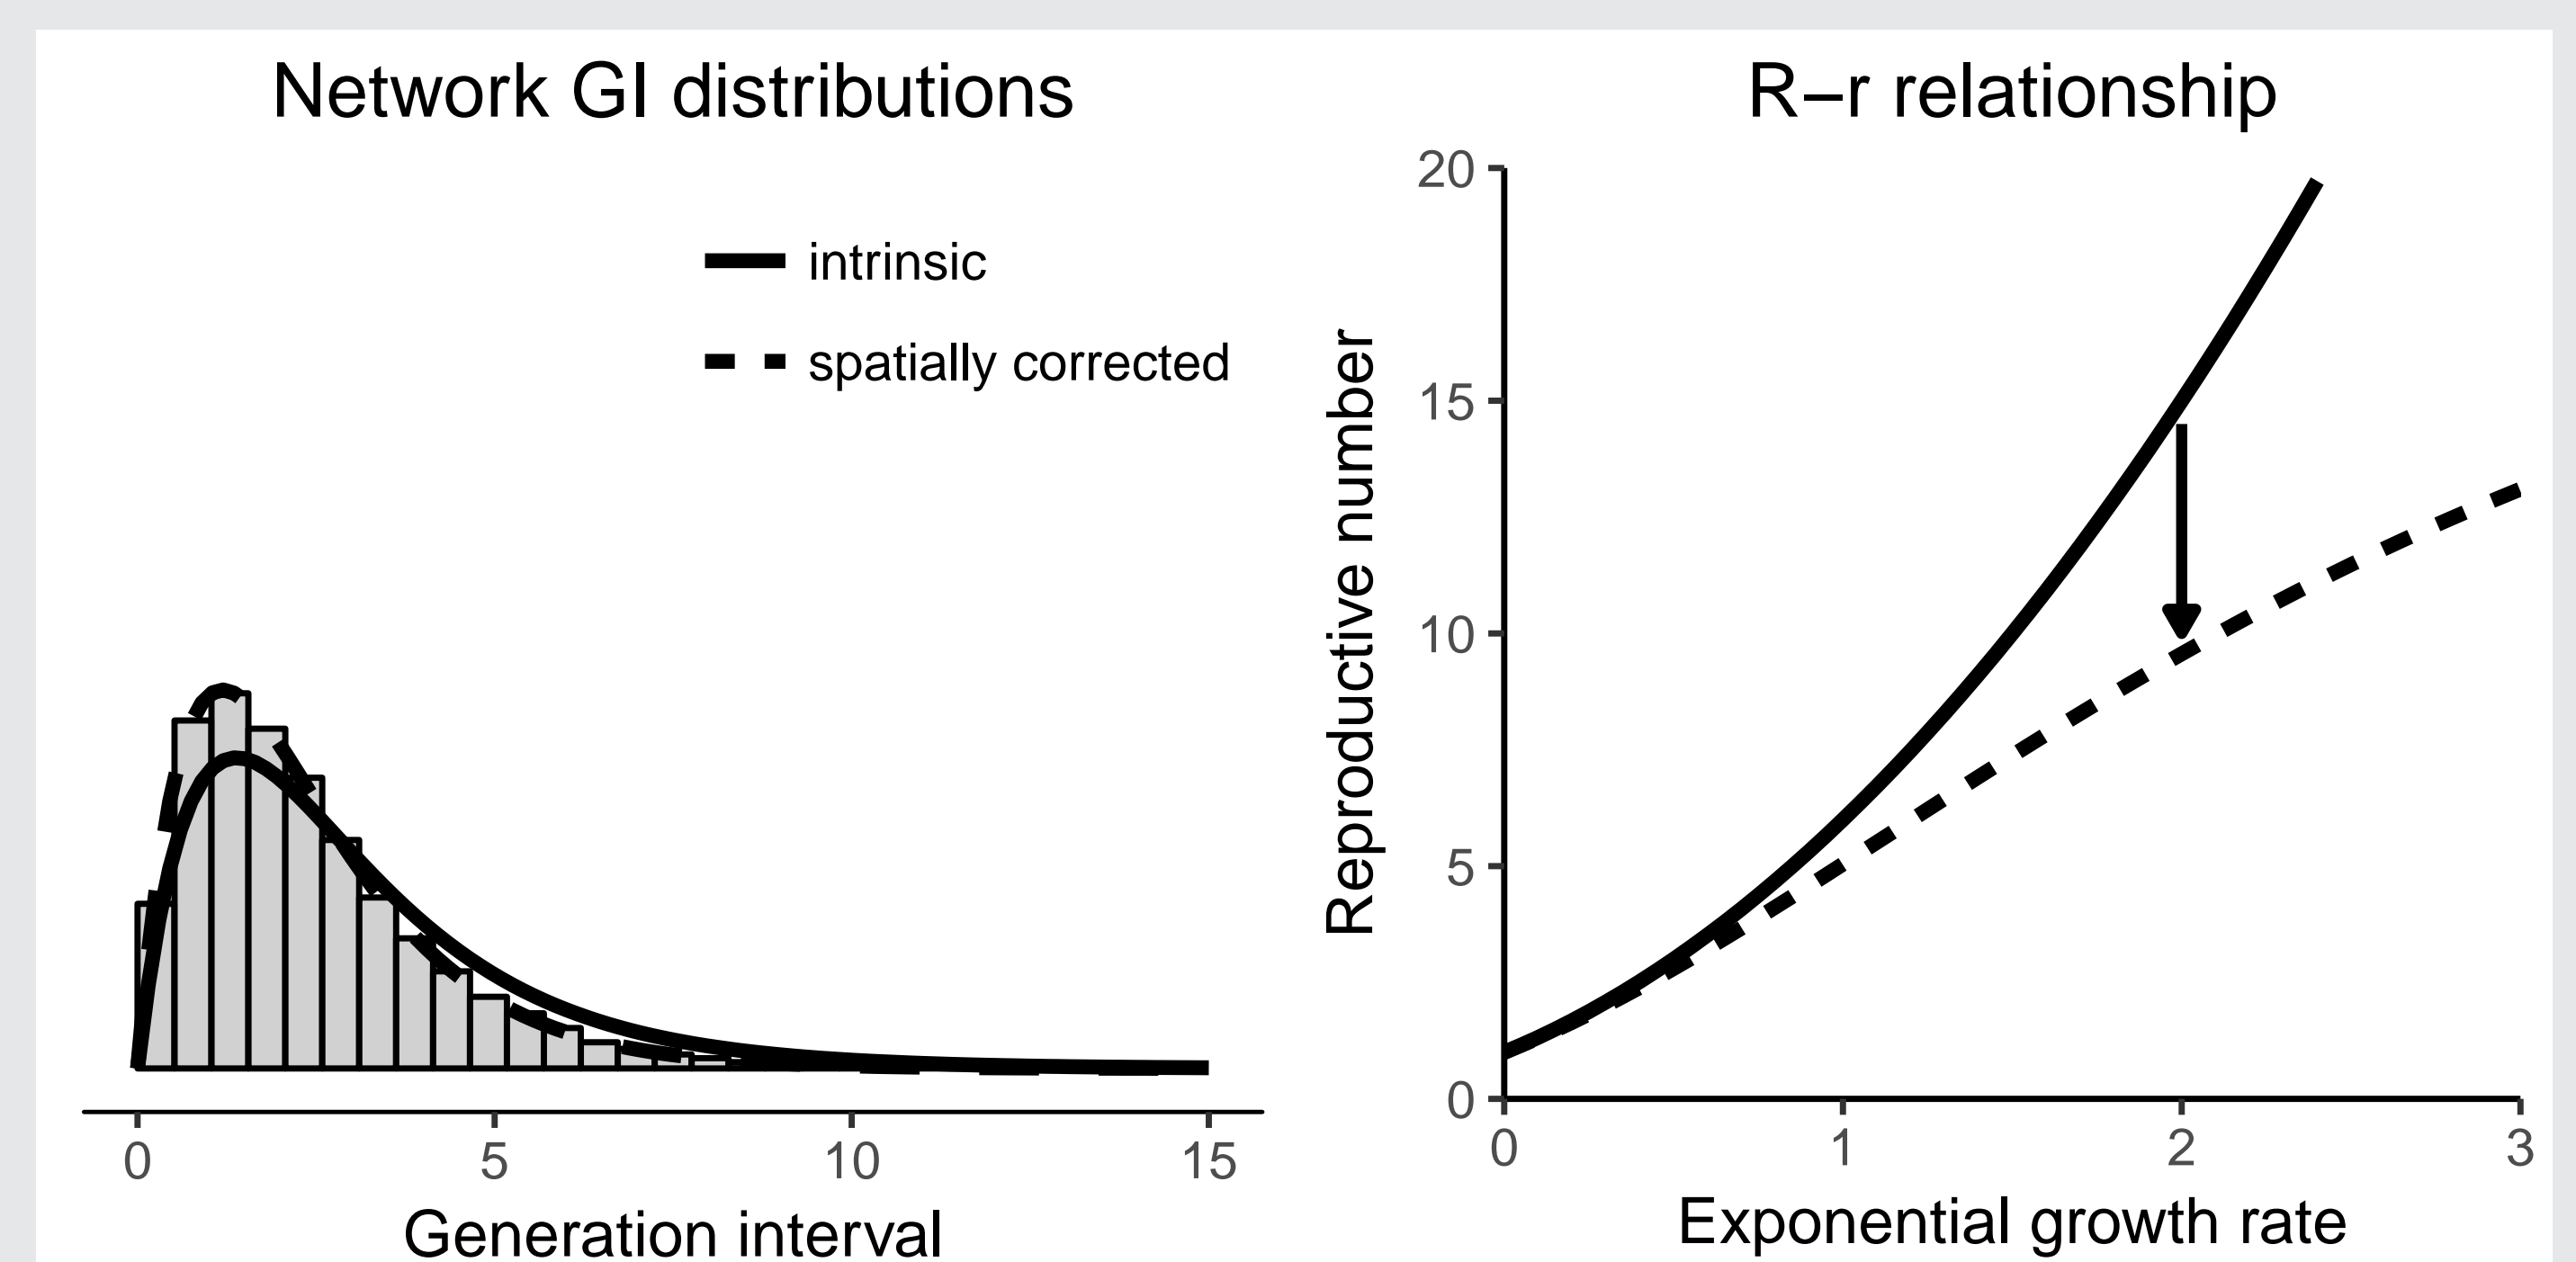 Network GI distributions
intrinsic
spatially corrected
0 5 10 15
Generation interval
R−r relationship
Reproductive number
20
15
10
5
0
0 1 2 3
Exponential growth rate